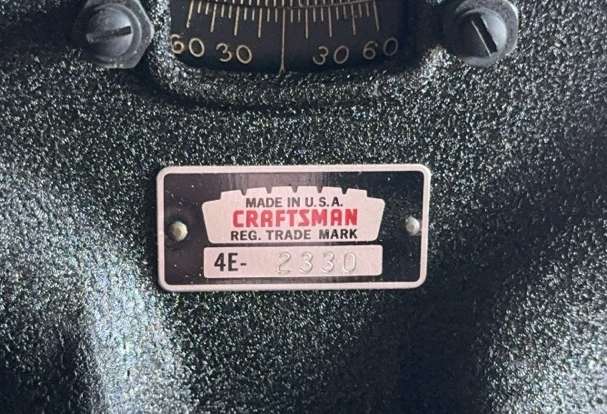 60 30 30 60
MADE IN U.S.A.
CRAFTSMAN
REG. TRADE MARK
4E- 2330